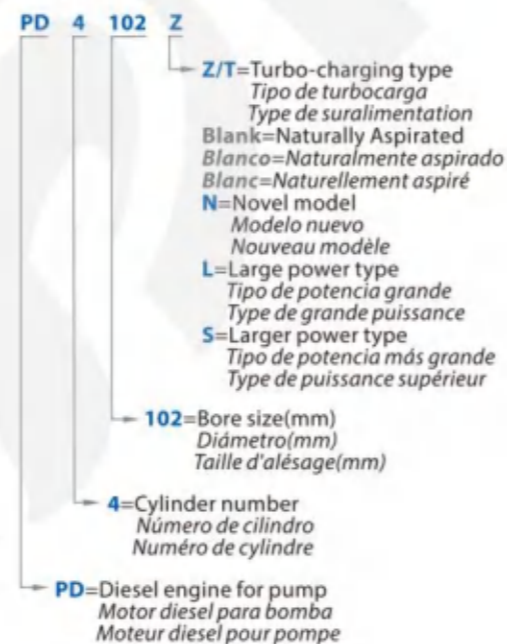 PD 4 102 Z
Z/T=Turbo-charging type
Tipo de turbocarga
Type de suralimentation
Blank=Naturally Aspirated
Blanco=Naturalmente aspirado
Blanc=Naturellement aspiré
N=Novel model
Modelo nuevo
Nouveau modèle
L=Large power type
Tipo de potencia grande
Type de grande puissance
S=Larger power type
Tipo de potencia más grande
Type de puissance supérieur
102=Bore size(mm)
Diámetro(mm)
Taille d'alésage(mm)
4=Cylinder number
Número de cilindro
Numéro de cylindre
PD=Diesel engine for pump
Motor diesel para bomba
Moteur diesel pour pompe